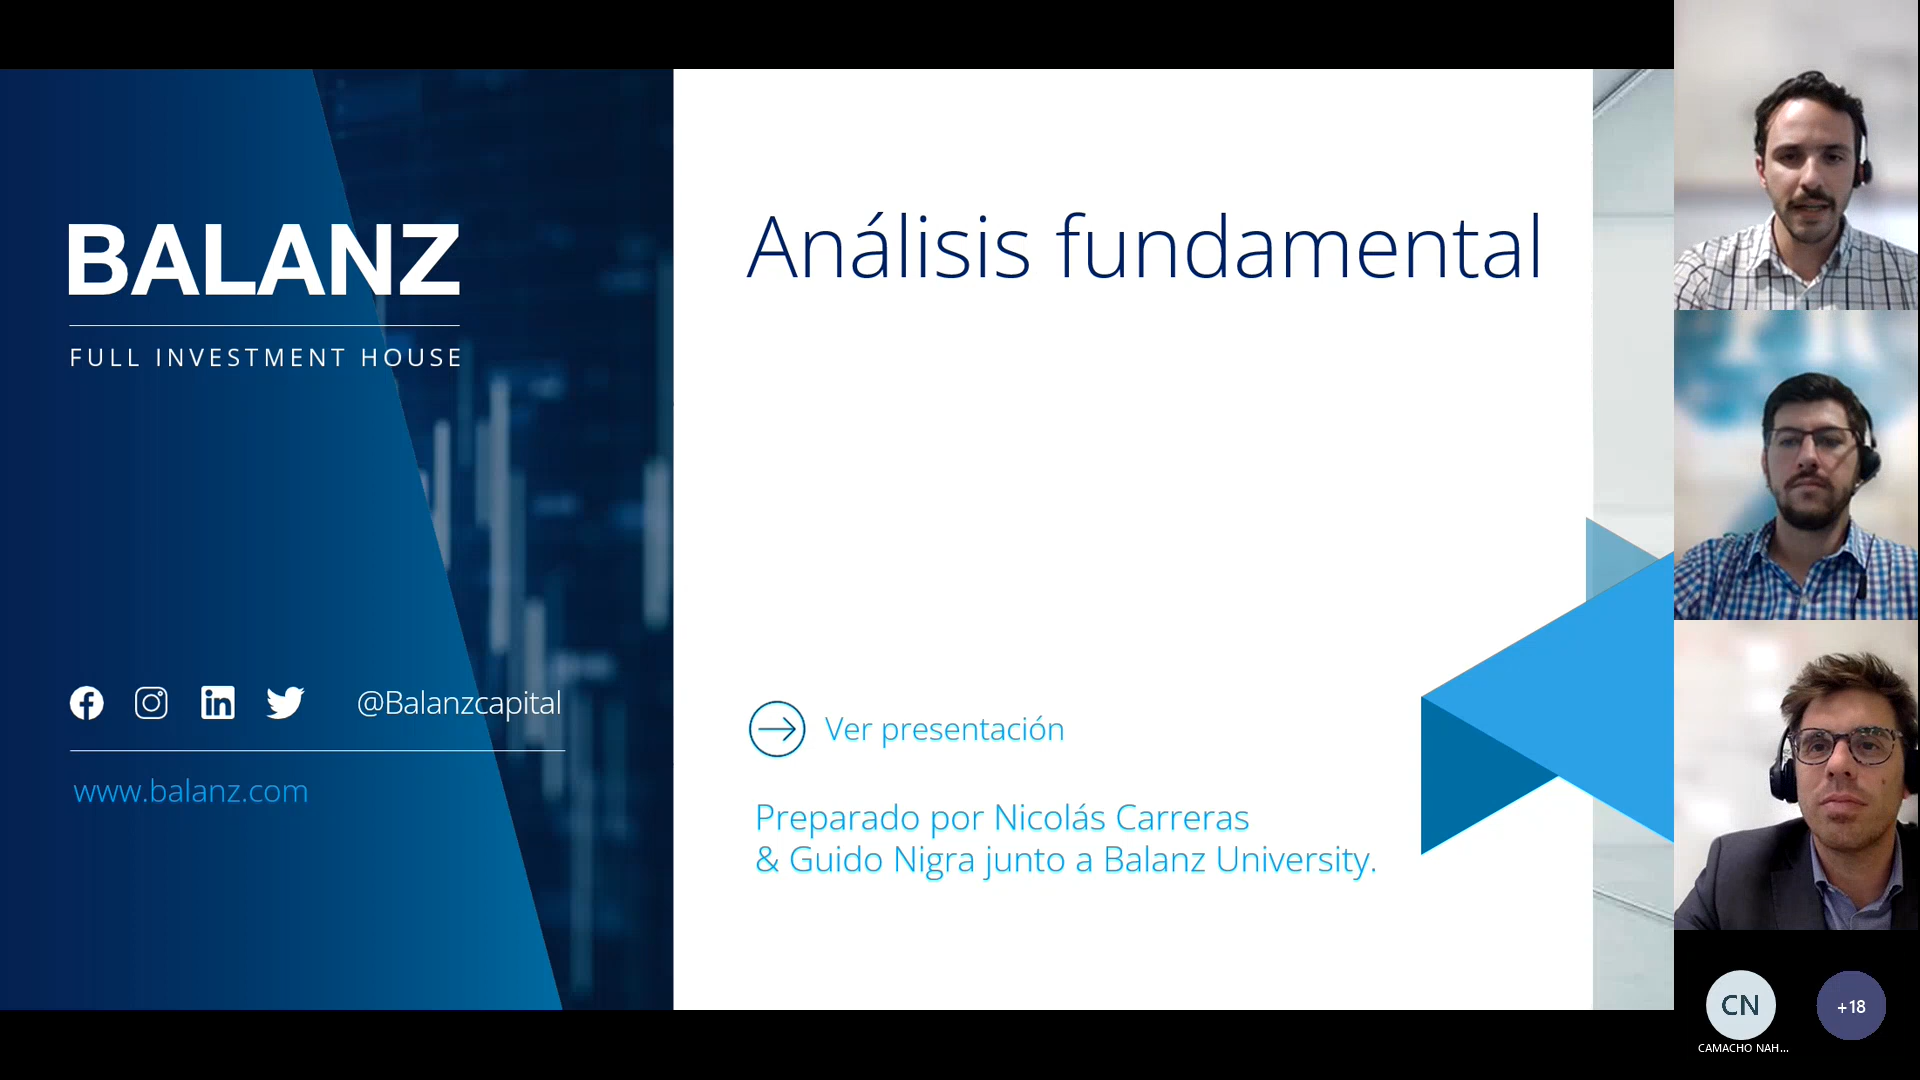 BALANZ
FULL INVESTMENT HOUSE
@Balanzcapital
www.balanz.com
Análisis fundamental
Ver presentación
Preparado por Nicolás Carreras
& Guido Nigra junto a Balanz University.
CN
CAMACHO NAH...
+18